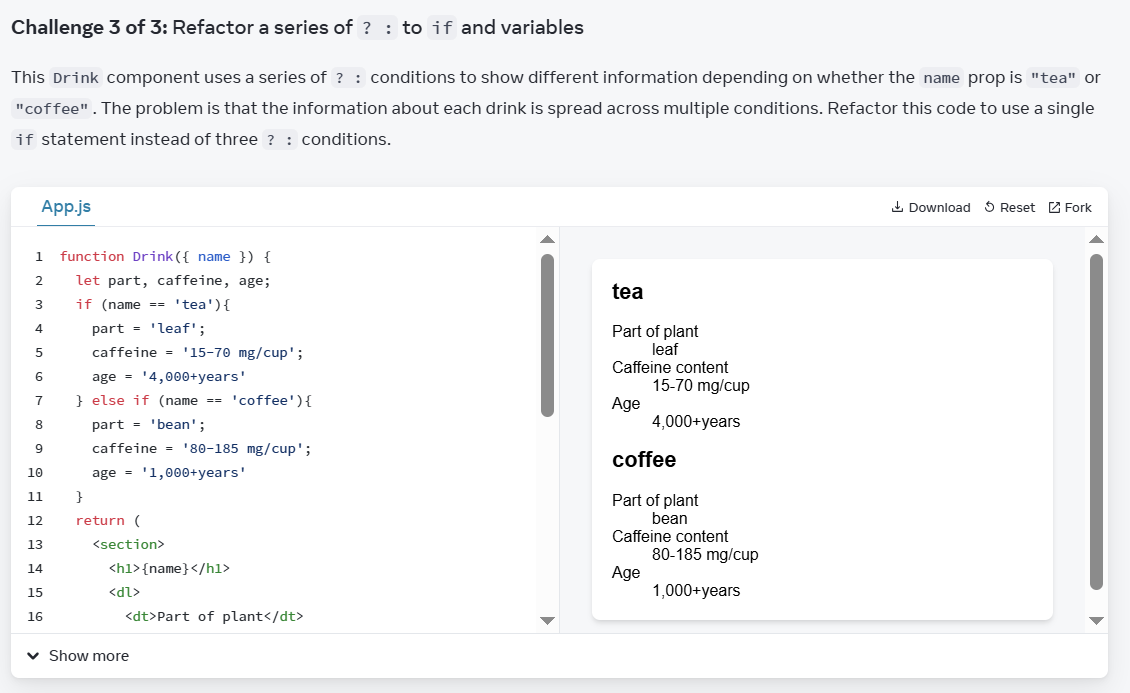 Challenge 3 of 3: Refactor a series of ? : to if and variables
This Drink component uses a series of ? : conditions to show different information depending on whether the name prop is "tea" or
"coffee". The problem is that the information about each drink is spread across multiple conditions. Refactor this code to use a single
if statement instead of three ? : conditions.
App.js
Download
Reset
Fork
1 function Drink({ name }) {
2 let part, caffeine, age;
3 if (name == 'tea'){
4 part = 'leaf';
5 caffeine = '15-70 mg/cup';
6 age = '4,000+years'
7 } else if (name == 'coffee'){
8 part = 'bean';
9 caffeine = '80-185 mg/cup';
10 age = '1,000+years'
11 }
12 return (
13 <section>
14 <h1>{name}</h1>
15 <dl>
16 <dt>Part of plant</dt>
tea
Part of plant
leaf
Caffeine content
15-70 mg/cup
Age
4,000+years
coffee
Part of plant
bean
Caffeine content
80-185 mg/cup
Age
1,000+years
Show more